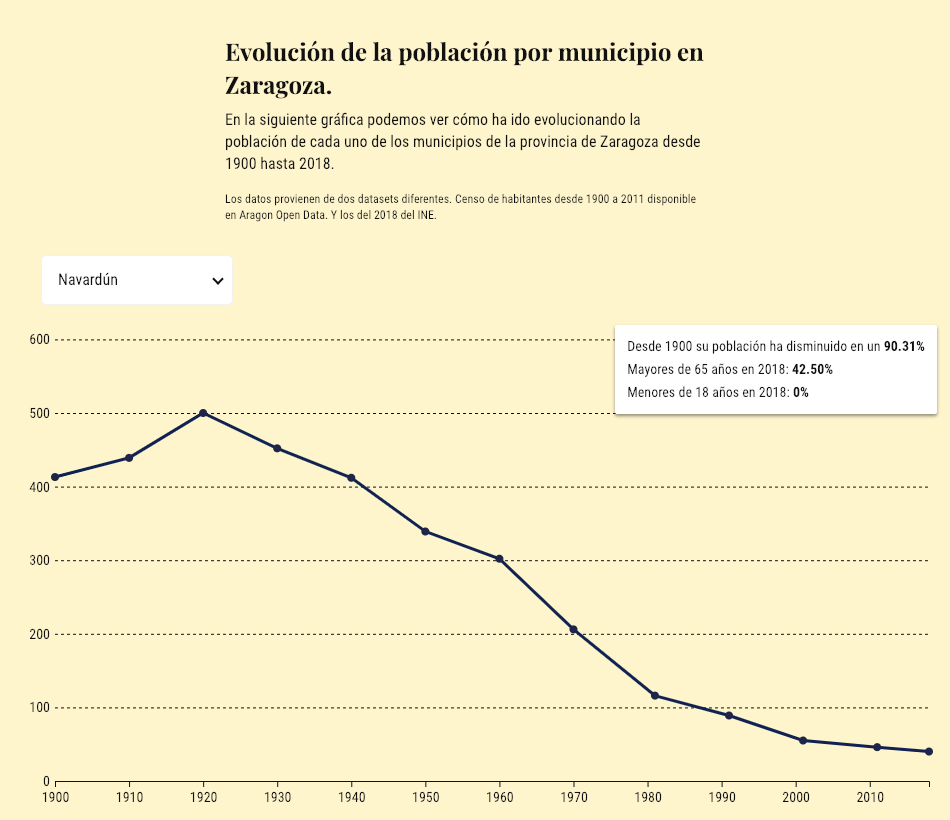 Evolución de la población por municipio en
Zaragoza.
En la siguiente gráfica podemos ver cómo ha ido evolucionando la
población de cada uno de los municipios de la provincia de Zaragoza desde
1900 hasta 2018.
Los datos provienen de dos datasets diferentes. Censo de habitantes desde 1900 a 2011 disponible
en Aragon Open Data. Y los del 2018 del INE.
Navardún
Desde 1900 su población ha disminuido en un 90.31%
Mayores de 65 años en 2018: 42.50%
Menores de 18 años en 2018: 0%
600
500
400
300
200
100
0
1900 1910 1920 1930 1940 1950 1960 1970 1980 1990 2000 2010